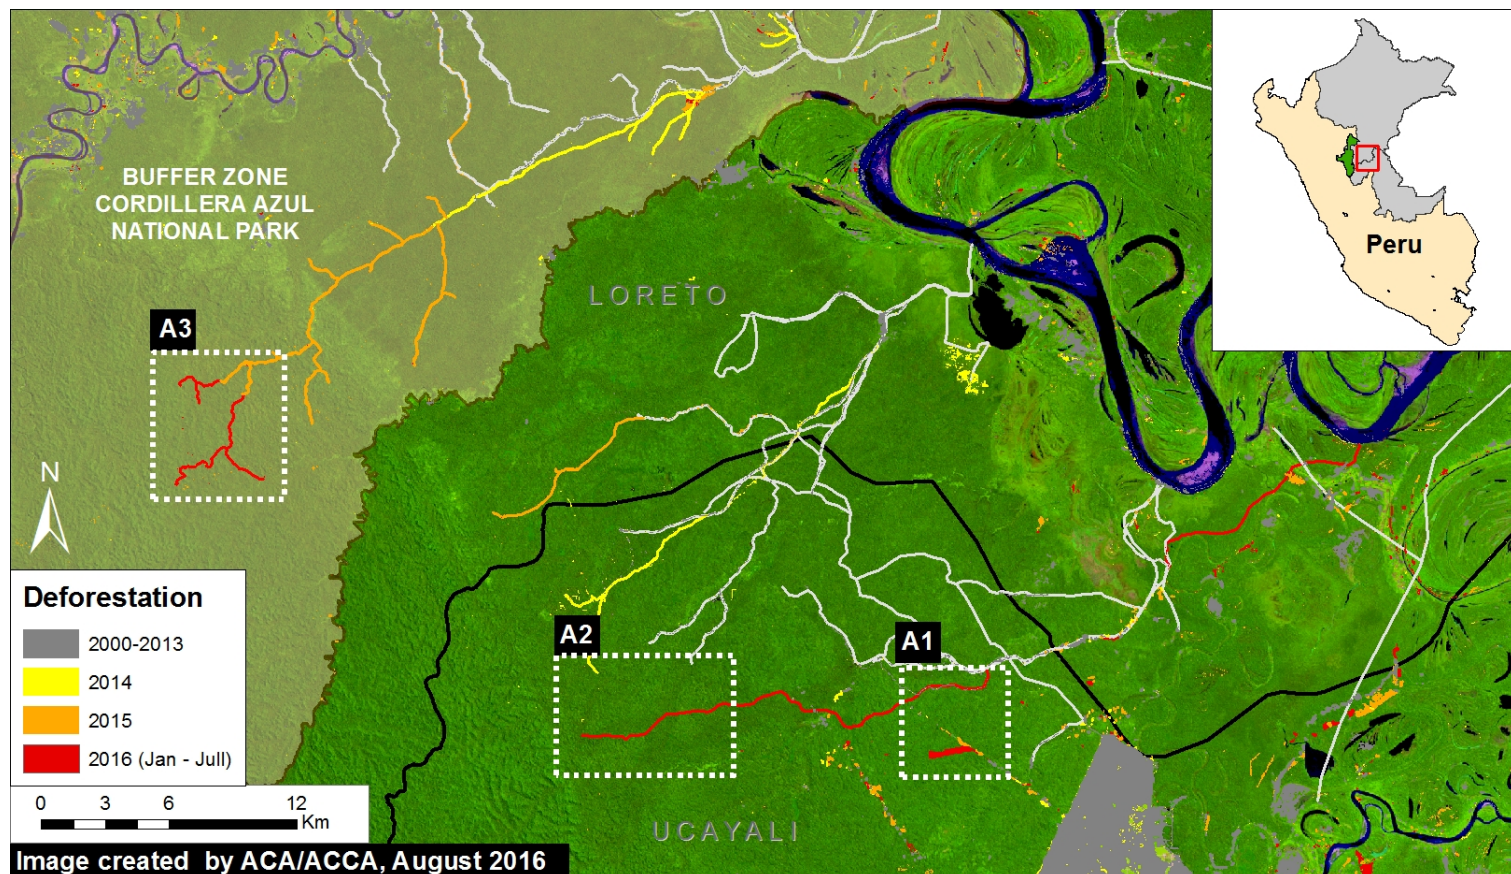 BUFFER ZONE
CORDILLERA AZUL
NATIONAL PARK
LORETO
Peru
A3
N
A2
A1
Deforestation
2000-2013
2014
2015
2016 (Jan - Jull)
0 3 6 12
Km
UCAYALI
Image created by ACA/ACCA, August 2016